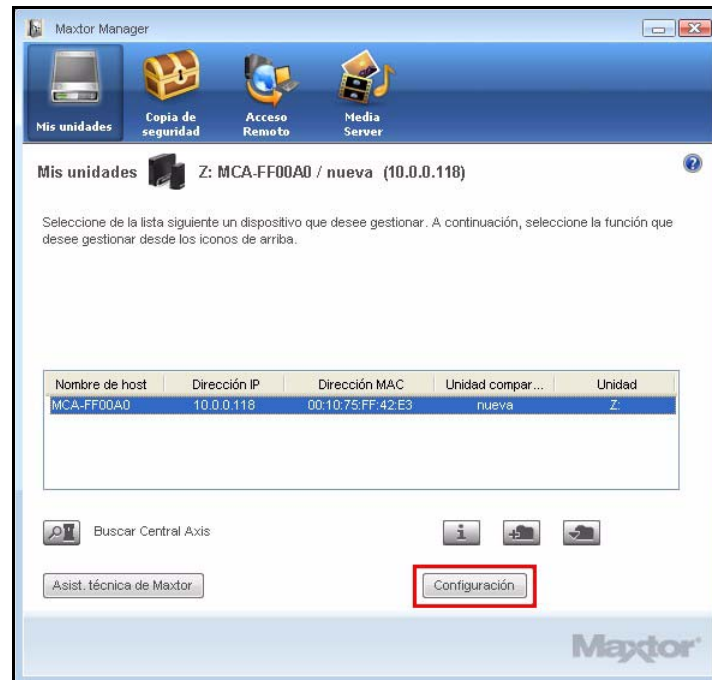 Maxtor Manager
Mis unidades
Copia de seguridad
Acceso Remoto
Media Server
Mis unidades Z: MCA-FF00A0 / nueva (10.0.0.118)
Seleccione de la lista siguiente un dispositivo que desee gestionar. A continuación, seleccione la función que
desee gestionar desde los iconos de arriba.
Nombre de host Dirección IP Dirección MAC Unidad compar... Unidad
MCA-FF00A0 10.0.0.118 00:10:75:FF:42:E3 nueva Z:
Buscar Central Axis
Asist. técnica de Maxtor Configuración
Maxtor